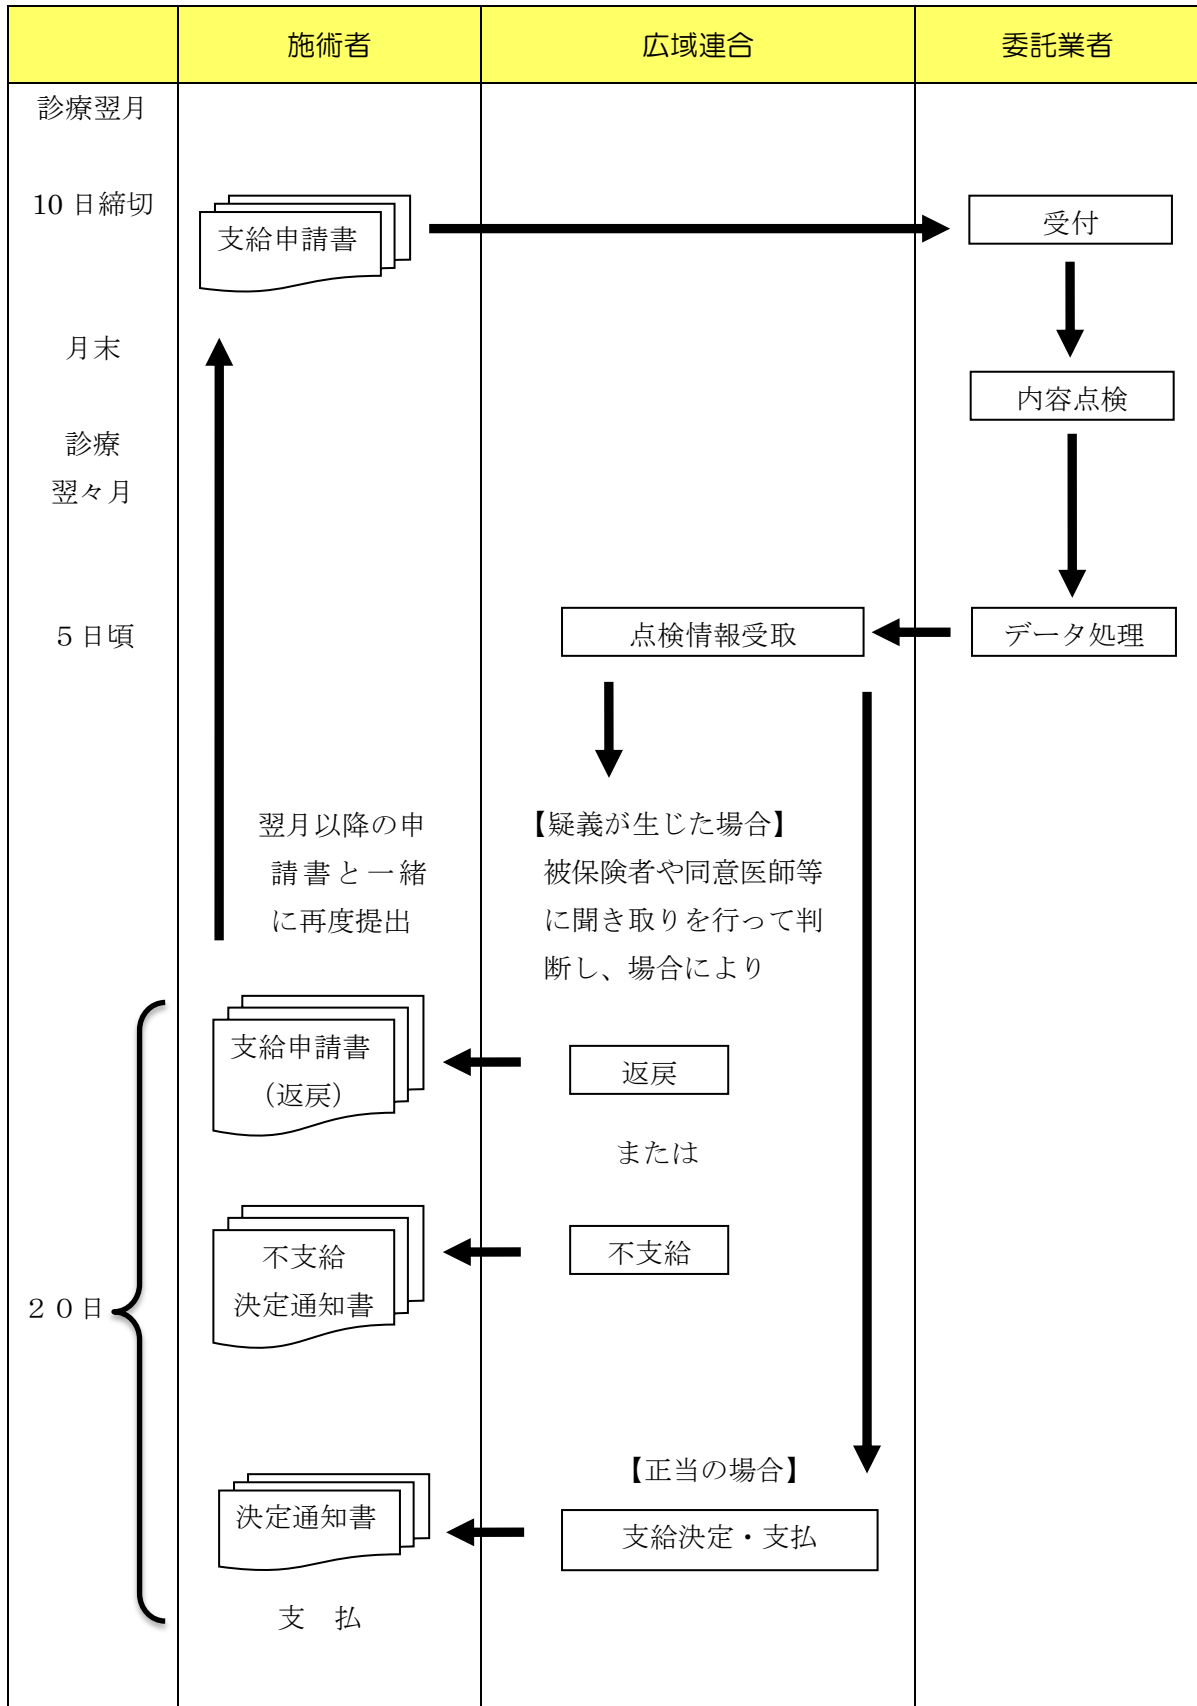 施術者
広域連合
委託業者
診療翌月
10日締切
支給申請書
受付
月末
内容点検
診療
翌々月
5日頃
点検情報受取
データ処理
翌月以降の申
請書と一緒
に再度提出
【疑義が生じた場合】
被保険者や同意医師等
に聞き取りを行って判
断し、場合により
支給申請書
（返戻）
返戻
または
不支給
決定通知書
不支給
２０日
【正当の場合】
決定通知書
支給決定・支払
支　払